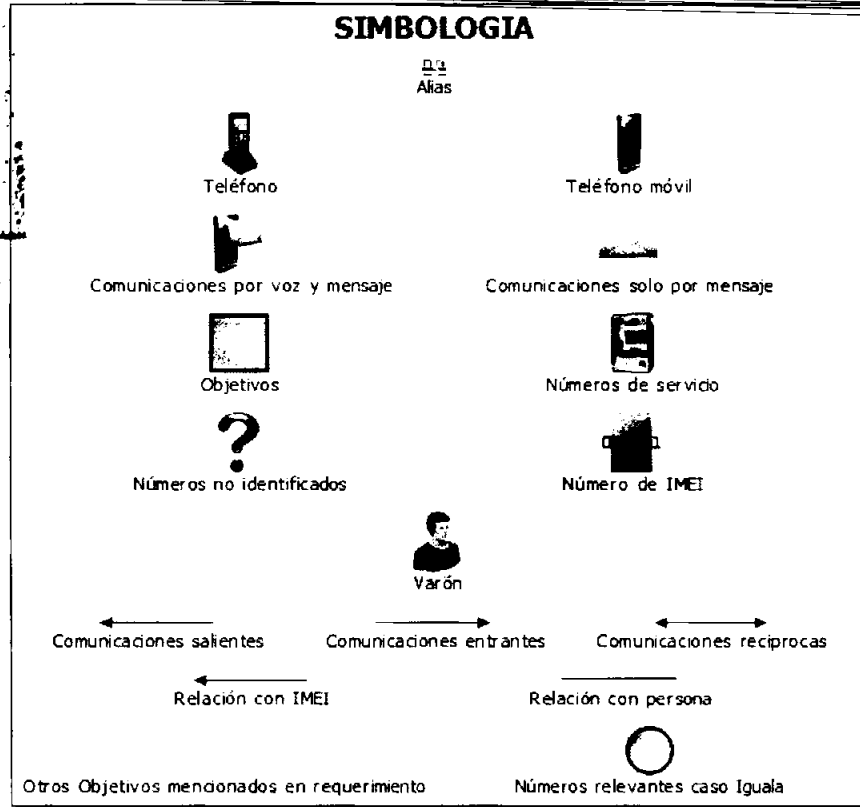 SIMBOLOGIA
Alias
Teléfono
Teléfono móvil
Comunicaciones por voz y mensaje
Comunicaciones solo por mensaje
Objetivos
Números de servicio
?
Números no identificados
Número de IMEI
Varón
Comunicaciones salientes
Comunicaciones entrantes
Comunicaciones reciprocas
Relación con IMEI
Relación con persona
Otros Objetivos mencionados en requerimiento
Números relevantes caso Iguala